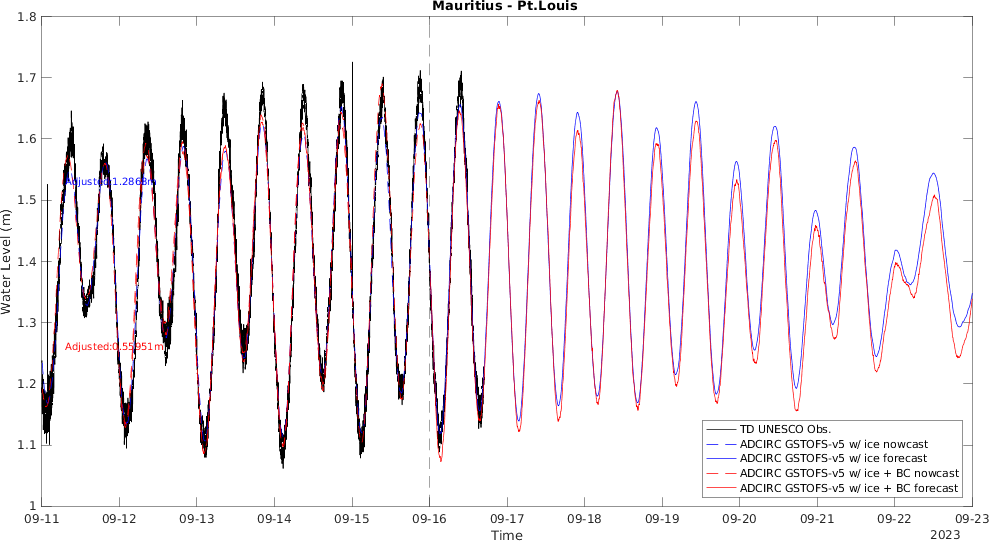 Mauritius - Pt.Louis
1.8
1.7
1.6
1.5
1.4
1.3
1.2
1.1
1
Water Level (m)
Adjusted:1.2868m
Adjusted:0.55951m
TD UNESCO Obs.
ADCIRC GSTOFS-v5 w/ ice nowcast
ADCIRC GSTOFS-v5 w/ ice forecast
ADCIRC GSTOFS-v5 w/ ice + BC nowcast
ADCIRC GSTOFS-v5 w/ ice + BC forecast
09-11 09-12 09-13 09-14 09-15 09-16 09-17 09-18 09-19 09-20 09-21 09-22 09-23
Time
2023